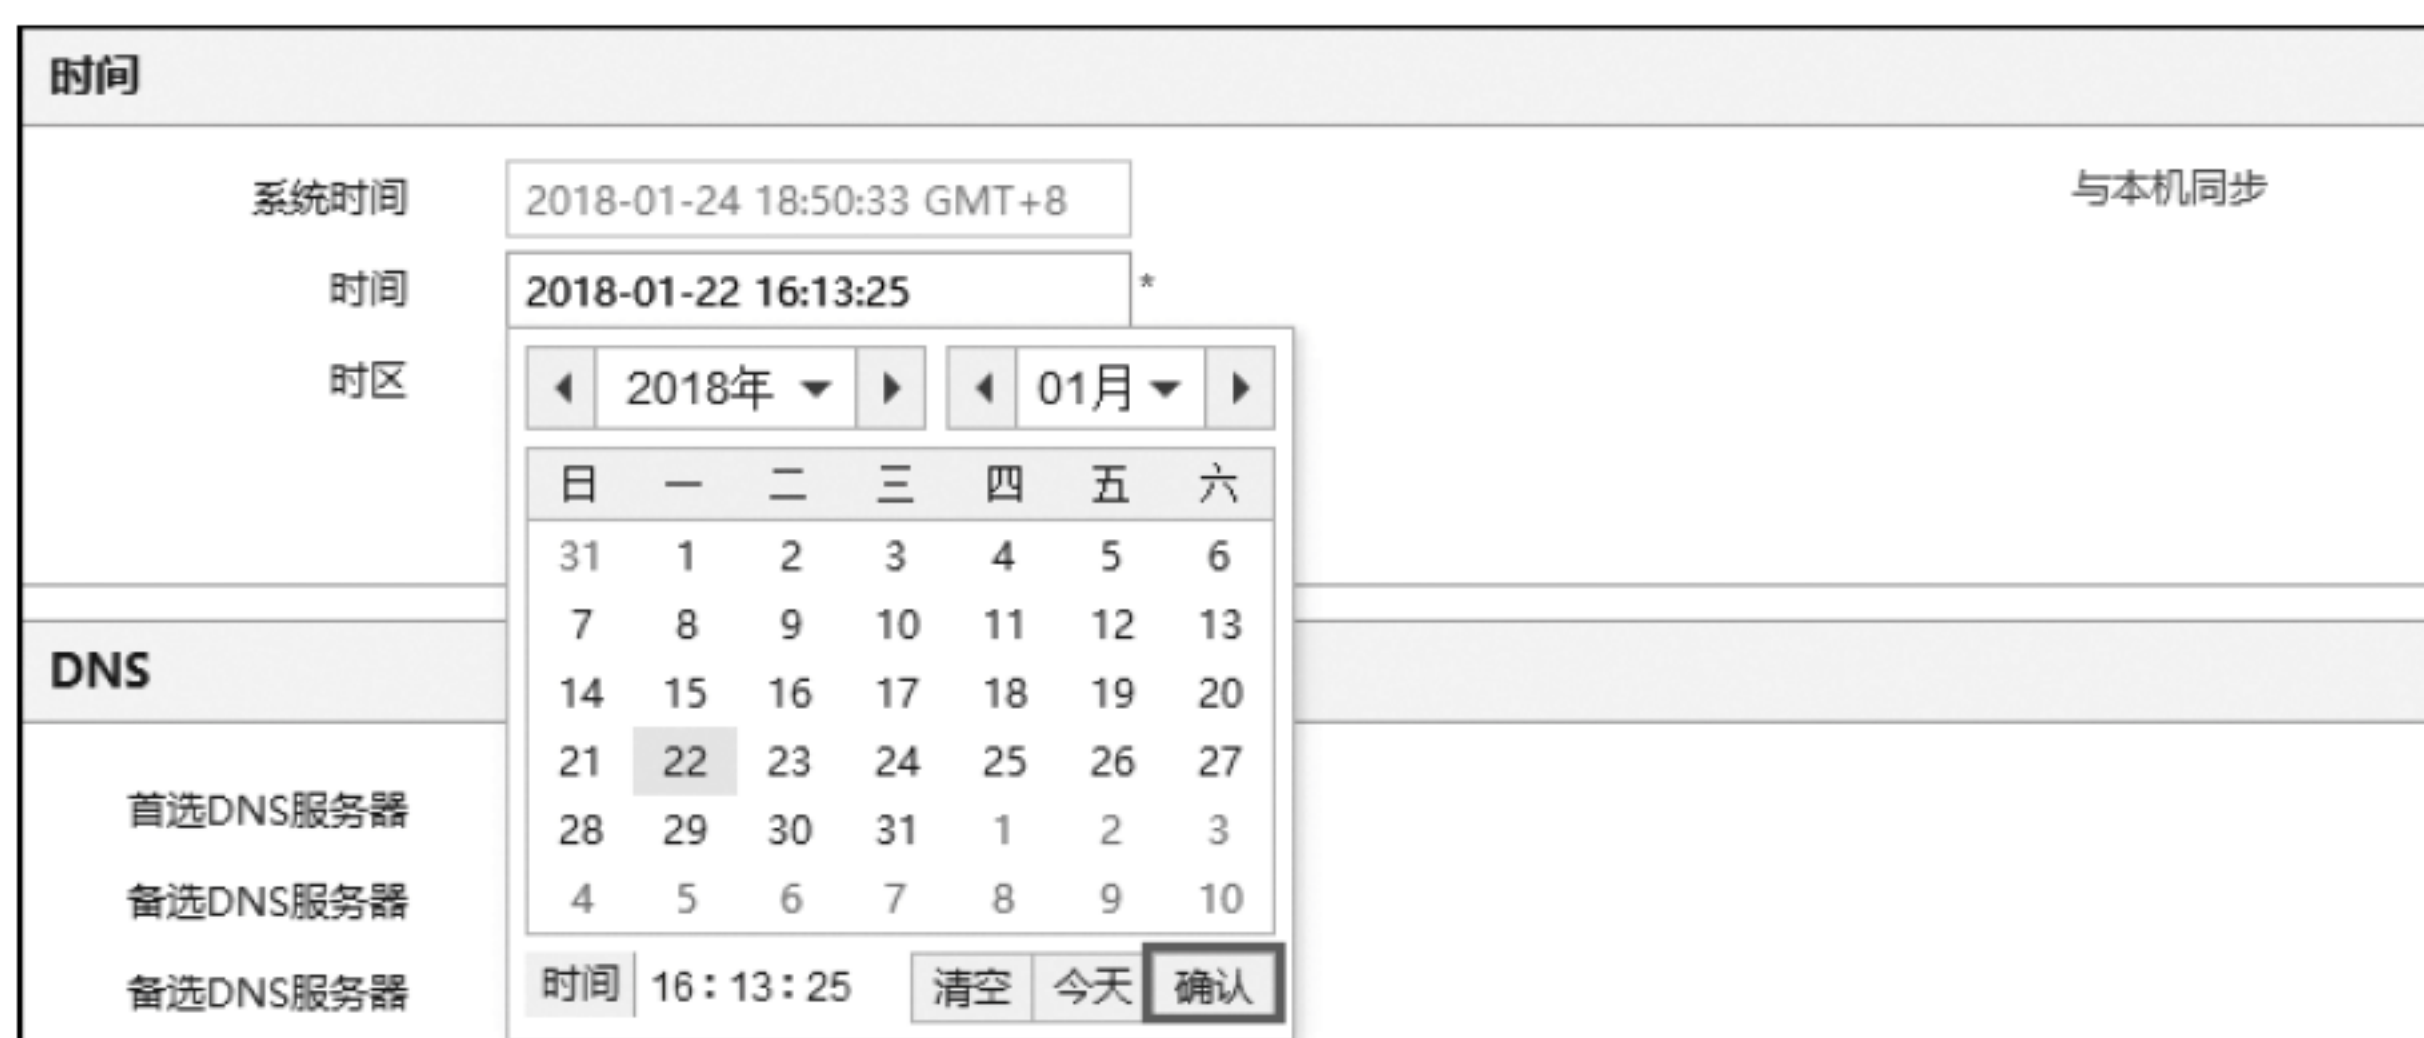 时间
系统时间 2018-01-24 18:50:33 GMT+8 与本机同步
时间 2018-01-22 16:13:25 *
时区
2018年 01月
日 一 二 三 四 五 六
31 1 2 3 4 5 6
7 8 9 10 11 12 13
14 15 16 17 18 19 20
21 22 23 24 25 26 27
28 29 30 31 1 2 3
4 5 6 7 8 9 10
时间 16:13:25 清空 今天 确认
DNS
首选DNS服务器
备选DNS服务器
备选DNS服务器